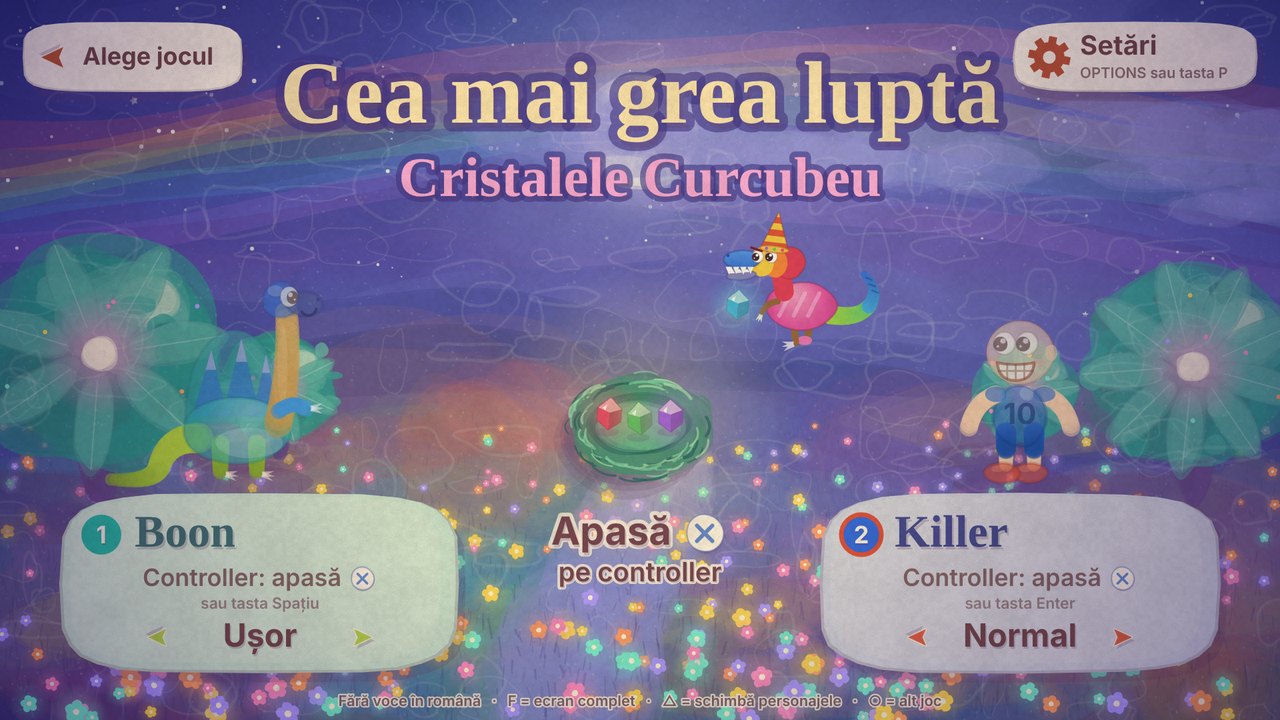 Alege jocul
Setări
OPTIONS sau tasta P
Cea mai grea luptă
Cristalele Curcubeu
10
1 Boon
Controller: apasă
sau tasta Spațiu
Ușor
Apasă
pe controller
2 Killer
Controller: apasă
sau tasta Enter
Normal
Fără voce în română · F = ecran complet · △ = schimbă personajele · O = alt joc